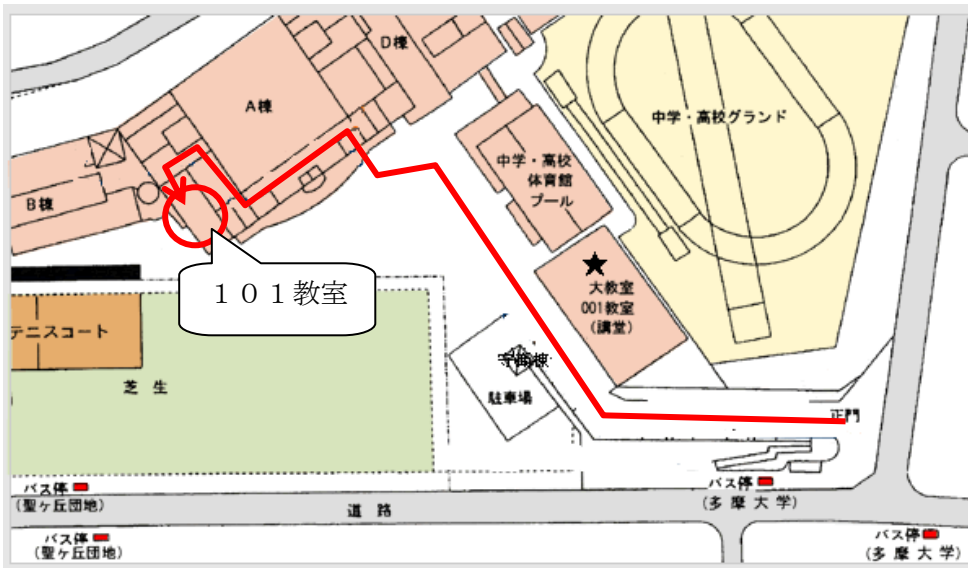 D棟
A棟
中学・高校グランド
中学・高校
体育館
プール
B棟
大教室
001教室
(講堂)
１０１教室
テニスコート
芝 生
守衛棟
駐車場
正門
バス停
(聖ヶ丘団地)
バス停
(多 摩 大 学)
道 路
バス停
(聖ヶ丘団地)
バス停
(多 摩 大 学)